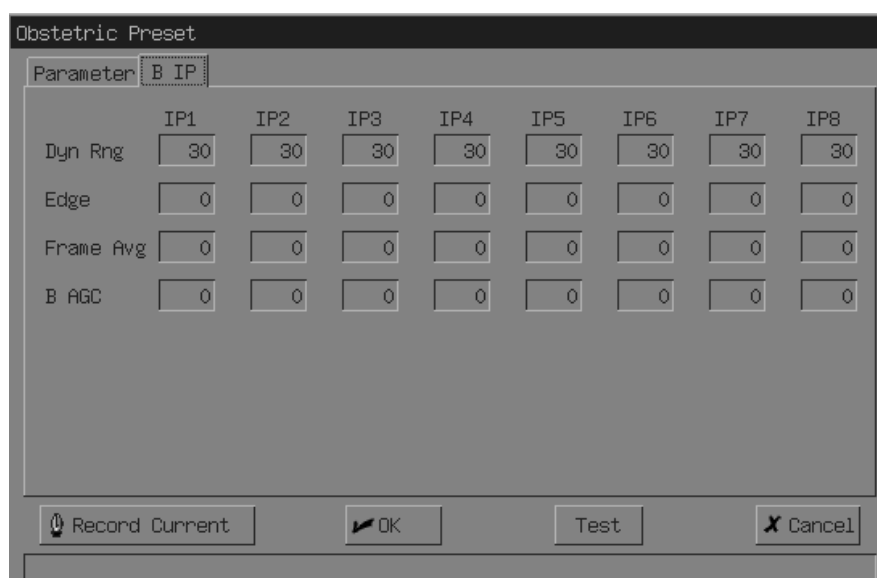 Obstetric Preset
Parameter B IP
IP1 IP2 IP3 IP4 IP5 IP6 IP7 IP8
Dyn Rng 30 30 30 30 30 30 30 30
Edge 0 0 0 0 0 0 0 0
Frame Avg 0 0 0 0 0 0 0 0
B AGC 0 0 0 0 0 0 0 0
Record Current OK Test Cancel